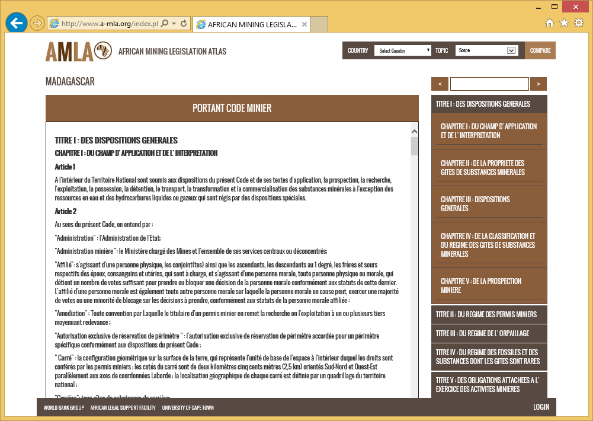 http://www.a-mla.org/index.pl
AFRICAN MINING LEGISLA...
AMLA
AFRICAN MINING LEGISLATION ATLAS
COUNTRY
Select Country
TOPIC
Scope
COMPARE
MADAGASCAR
<
>
PORTANT CODE MINIER
TITRE I : DES DISPOSITIONS GENERALES
CHAPITRE I : DU CHAMP D' APPLICATION ET DE L' INTERPRETATION
Article 1
A l'intérieur du Territoire National sont soumis aux dispositions du présent Code et de ses textes d'application, la prospection, la recherche,
l'exploitation, la possession, la détention, le transport, la transformation et la commercialisation des substances minérales à l'exception des
ressources en eau et des hydrocarbures liquides ou gazeux qui sont régis par des dispositions spéciales.
Article 2
Au sens du présent Code, on entend par :
"Administration" : l'Administration de l'Etat;
"Administration minière" : le Ministère chargé des Mines et l'ensemble de ses services centraux ou déconcentrés
"Affilié": s'agissant d'une personne physique, les conjoint(tes) ainsi que les ascendants, les descendants au 1 degré, les frères et sœurs
respectifs des époux, consanguins et utérins, qui sont à charge, et s'agissant d'une personne morale, toute personne physique ou morale, qui
détient un nombre de votes suffisant pour prendre ou bloquer une décision de la personne morale conformément aux statuts de cette dernier.
L'affilié d'une personne morale est également toute autre personne morale sur laquelle la personne morale en cause peut, exercer une majorité
de votes ou une minorité de blocage sur les décisions à prendre, conformément aux statuts de la personne morale affiliée :
"Amodiation" : Toute convention par Laquelle le titulaire d'un permis minier en remet la recherche ou l'exploitation à un ou plusieurs tiers
moyennant redevance ;
"Autorisation exclusive de réservation de périmètre " : l'autorisation exclusive de réservation de périmètre accordée pour un périmètre
spécifique conformément aux dispositions du présent Code ;
" Carré" : la configuration géométrique sur la surface de la terre, qui représente l'unité de base de l'espace à l'intérieur duquel les droits sont
conférés par les permis miniers : les cotés du carré sont de deux kilomètres cinq cents mètres (2,5 km) orientés Sud-Nord et Ouest-Est
parallèlement aux axes de coordonnées Laborde : la localisation géographique de chaque carré est définie par un quadrillage du territoire
national ;
TITRE I : DES DISPOSITIONS GENERALES
CHAPITRE I : DU CHAMP D' APPLICATION
ET DE L' INTERPRETATION
CHAPITRE II : DE LA PROPRIETE DES
GITES DE SUBSTANCES MINERALES
CHAPITRE III : DISPOSITIONS
GENERALES
CHAPITRE IV : DE LA CLASSIFICATION ET
DU REGIME DES GITES DE SUBSTANCES
MINERALES
CHAPITRE V : DE LA PROSPECTION
MINIERE
TITRE II : DU REGIME DES PERMIS MINIERS
TITRE III : DU REGIME DE L' ORPAILLAGE
TITRE IV : DU REGIME DES FOSSILES ET DES
SUBSTANCES DONT LES GITES SONT RARES
TITRE V : DES OBLIGATIONS ATTACHEES A L'
EXERCICE DES ACTIVITES MINIERES
WORLD BANK GROUP
AFRICAN LEGAL SUPPORT FACILITY
UNIVERSITY OF CAPE TOWN
LOGIN